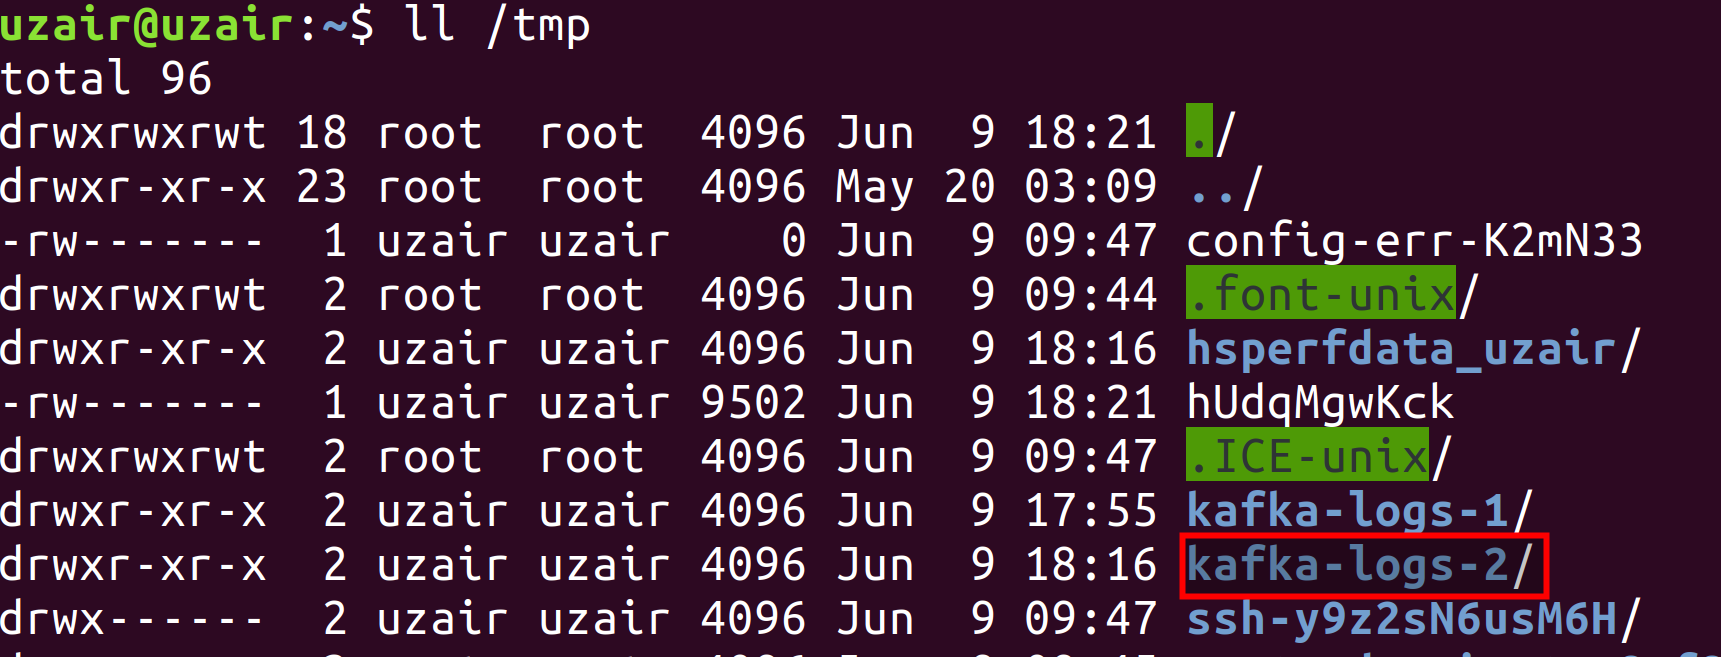 uzair@uzair:~$ ll /tmp
total 96
drwxrwxrwt 18 root  root  4096 Jun  9 18:21 ./
drwxr-xr-x 23 root  root  4096 May 20 03:09 ../
-rw-------  1 uzair uzair    0 Jun  9 09:47 config-err-K2mN33
drwxrwxrwt  2 root  root  4096 Jun  9 09:44 .font-unix/
drwxr-xr-x  2 uzair uzair 4096 Jun  9 18:16 hsperfdata_uzair/
-rw-------  1 uzair uzair 9502 Jun  9 18:21 hUdqMgwKck
drwxrwxrwt  2 root  root  4096 Jun  9 09:47 .ICE-unix/
drwxr-xr-x  2 uzair uzair 4096 Jun  9 17:55 kafka-logs-1/
drwxr-xr-x  2 uzair uzair 4096 Jun  9 18:16 kafka-logs-2/
drwx------  2 uzair uzair 4096 Jun  9 09:47 ssh-y9z2sN6usM6H/